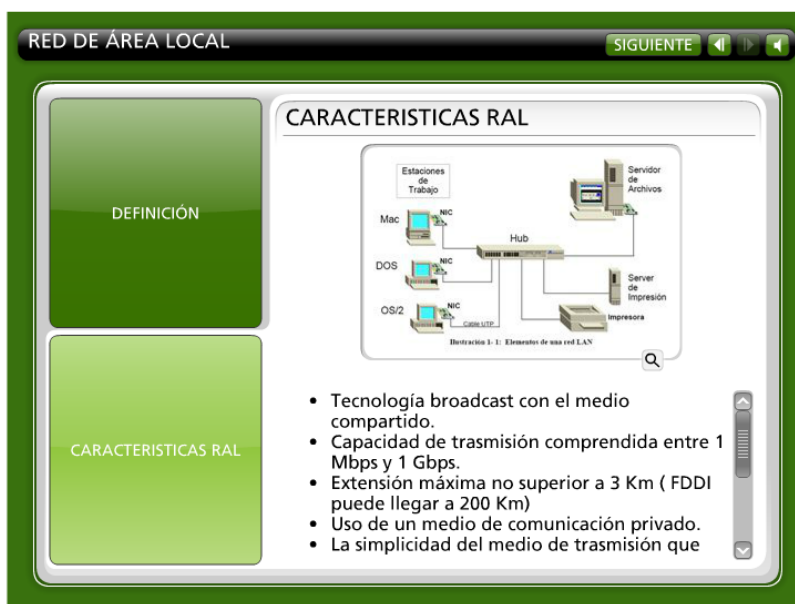 RED DE ÁREA LOCAL
SIGUIENTE
DEFINICIÓN
CARACTERISTICAS RAL
CARACTERISTICAS RAL
Estaciones
de
Trabajo
Mac
NIC
DOS
NIC
OS/2
NIC
Cable UTP
Hub
Servidor
de
Archivos
Server
de
Impresión
Impresora
Ilustración 1- 1: Elementos de una red LAN
• Tecnología broadcast con el medio
compartido.
• Capacidad de trasmisión comprendida entre 1
Mbps y 1 Gbps.
• Extensión máxima no superior a 3 Km ( FDDI
puede llegar a 200 Km)
• Uso de un medio de comunicación privado.
• La simplicidad del medio de trasmisión que